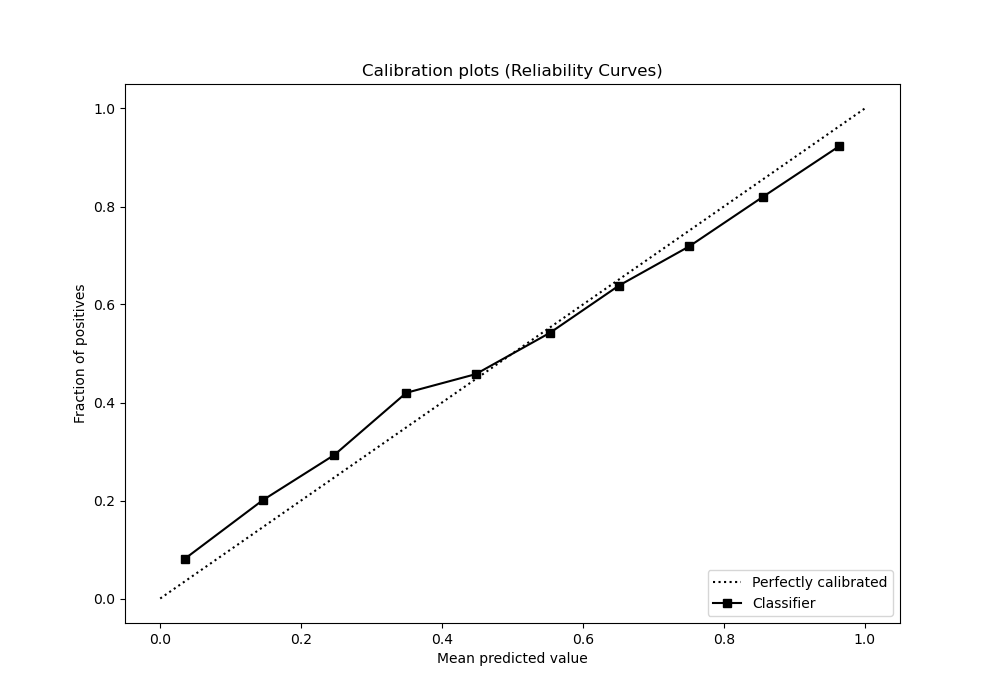 Calibration plots (Reliability Curves)
1.0
0.8
0.6
0.4
0.2
0.0
Fraction of positives
0.0 0.2 0.4 0.6 0.8 1.0
Mean predicted value
Perfectly calibrated
Classifier